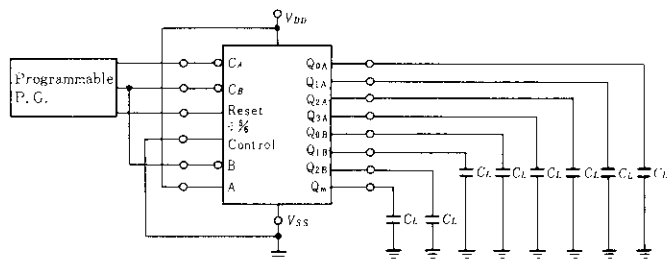 V_DD
Programmable
P. G.
C_A
C_B
Reset
÷ 5/6
Control
B
A
Q_0A
Q_1A
Q_2A
Q_3A
Q_0B
Q_1B
Q_2B
Q_m
V_SS
C_L
C_L
C_L
C_L
C_L
C_L
C_L
C_L